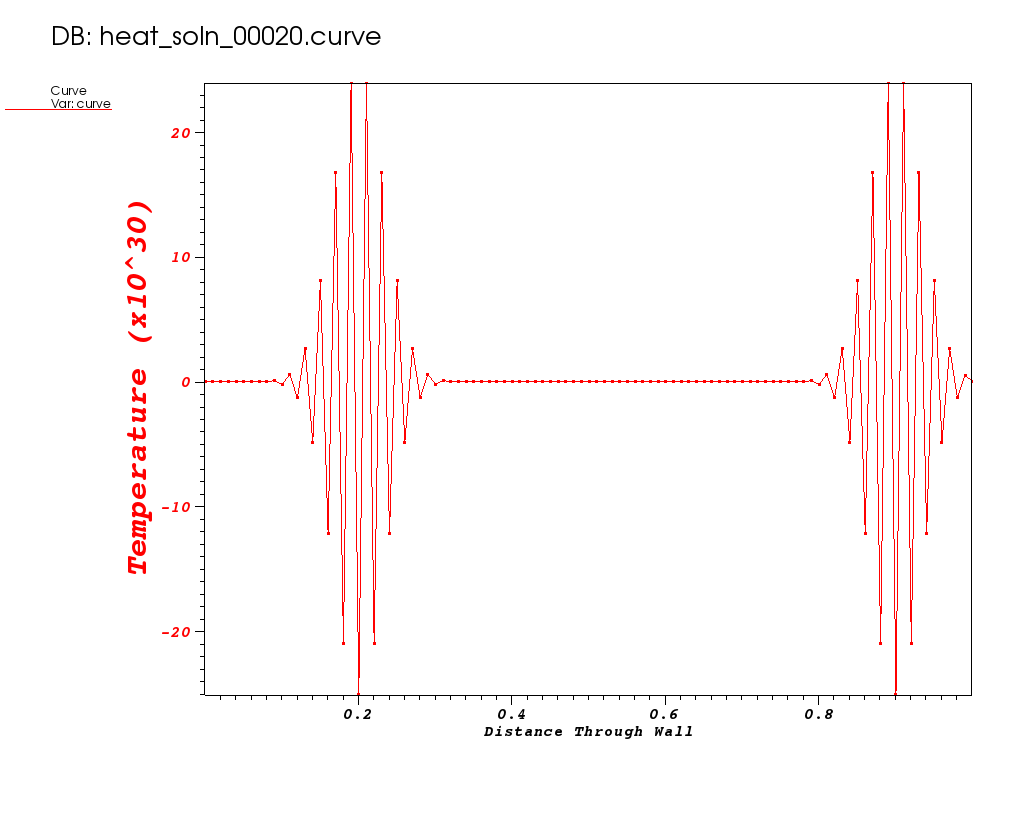 DB: heat_soln_00020.curve
Curve
Var: curve
Temperature (x10^30)
20
10
0
-10
-20
0.2 0.4 0.6 0.8
Distance Through Wall